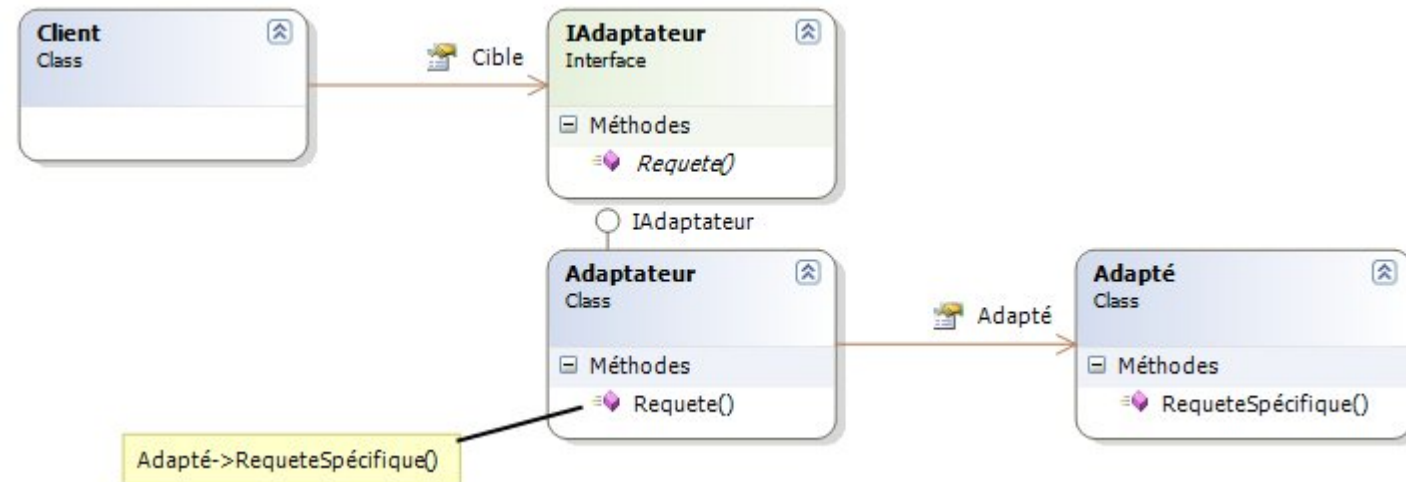 Client
Class
Cible
IAdaptateur
Interface
Méthodes
Requete()
IAdaptateur
Adaptateur
Class
Méthodes
Requete()
Adapté
Adapté
Class
Méthodes
RequeteSpécifique()
Adapté->RequeteSpécifique()